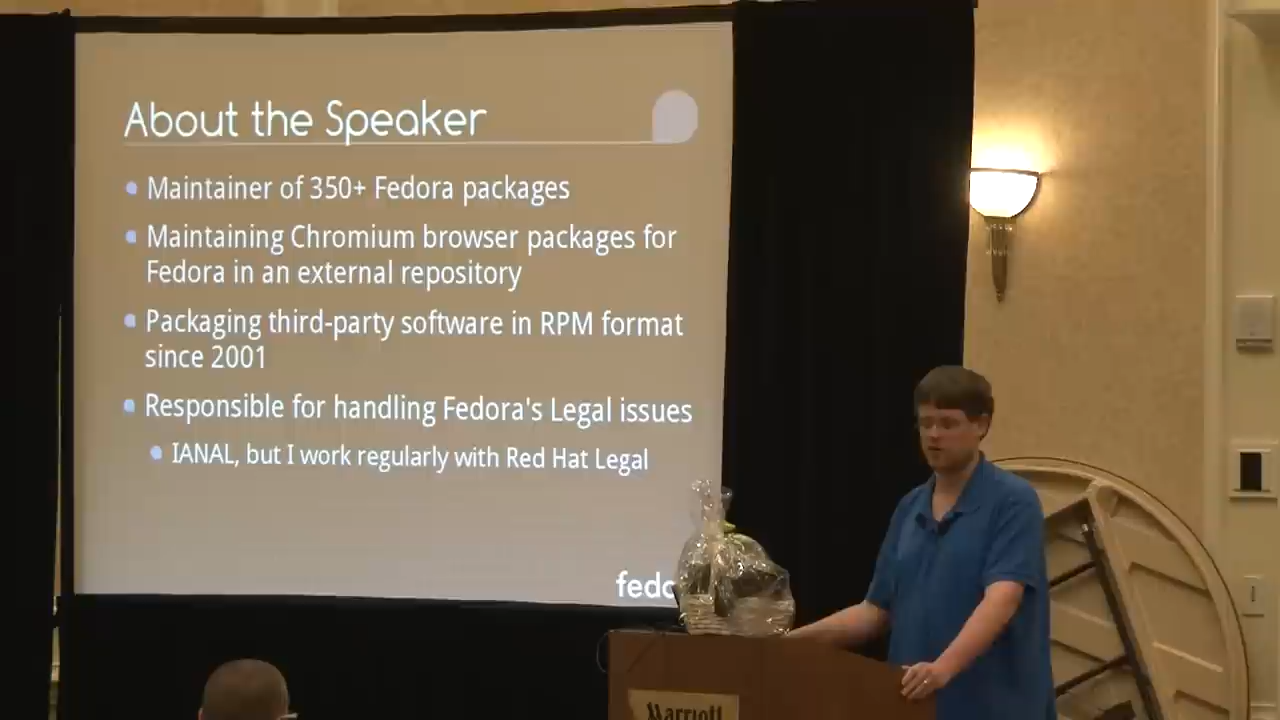 About the Speaker
Maintainer of 350+ Fedora packages
Maintaining Chromium browser packages for
Fedora in an external repository
Packaging third-party software in RPM format
since 2001
Responsible for handling Fedora's Legal issues
IANAL, but I work regularly with Red Hat Legal
fedo
Marriott